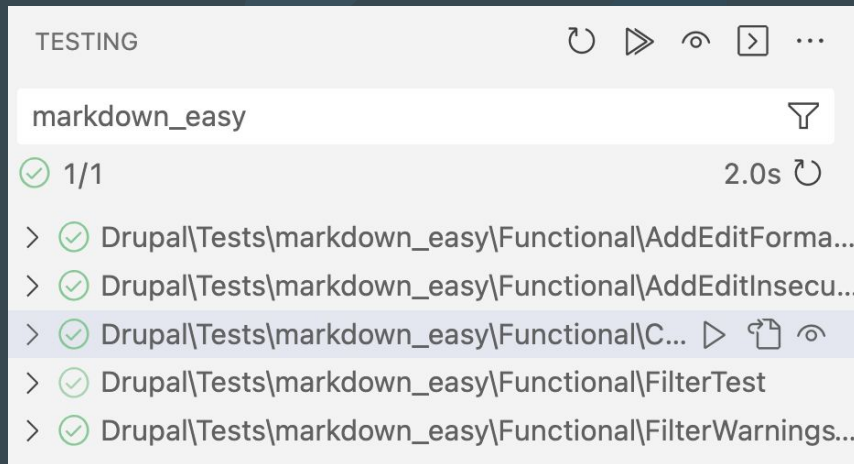 TESTING
markdown_easy
1/1 2.0s
Drupal\Tests\markdown_easy\Functional\AddEditForma...
Drupal\Tests\markdown_easy\Functional\AddEditInsecu...
Drupal\Tests\markdown_easy\Functional\C...
Drupal\Tests\markdown_easy\Functional\FilterTest
Drupal\Tests\markdown_easy\Functional\FilterWarnings...